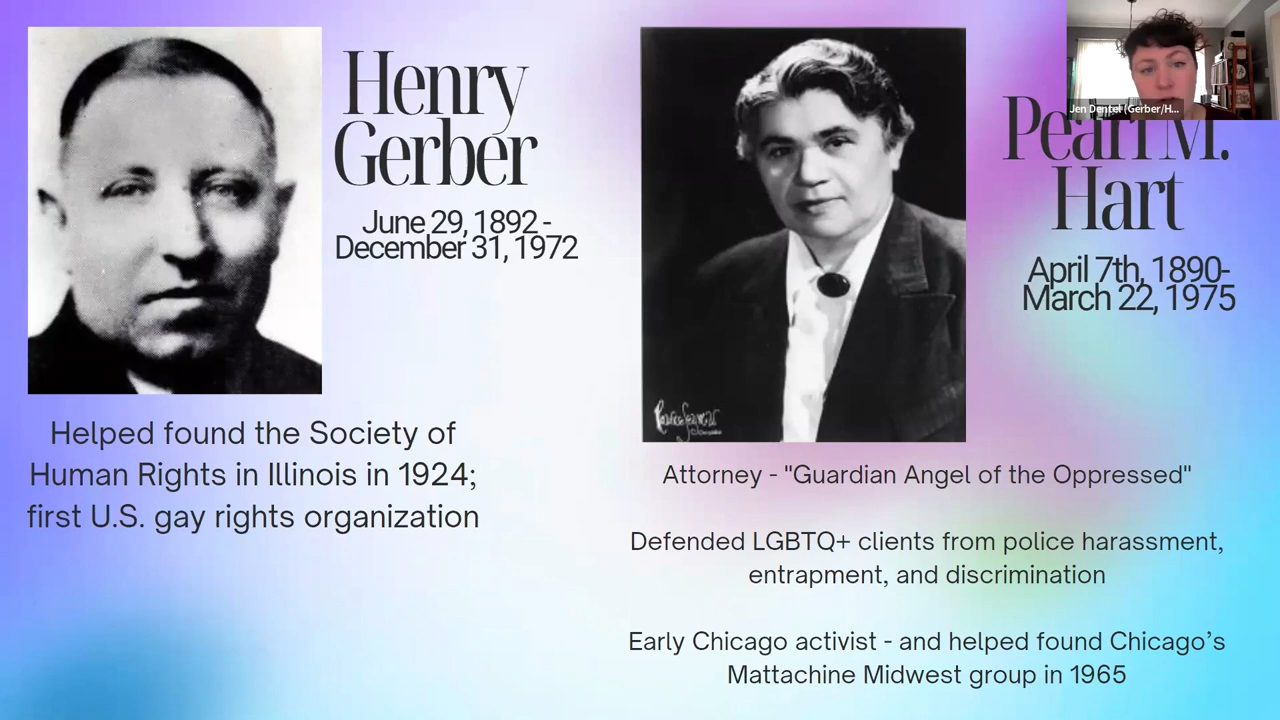 Henry
Gerber
June 29, 1892 -
December 31, 1972
Helped found the Society of
Human Rights in Illinois in 1924;
first U.S. gay rights organization
Jen Dentel (Gerber/H...
Pearl M.
Hart
April 7th, 1890-
March 22, 1975
Attorney - "Guardian Angel of the Oppressed"
Defended LGBTQ+ clients from police harassment,
entrapment, and discrimination
Early Chicago activist - and helped found Chicago’s
Mattachine Midwest group in 1965